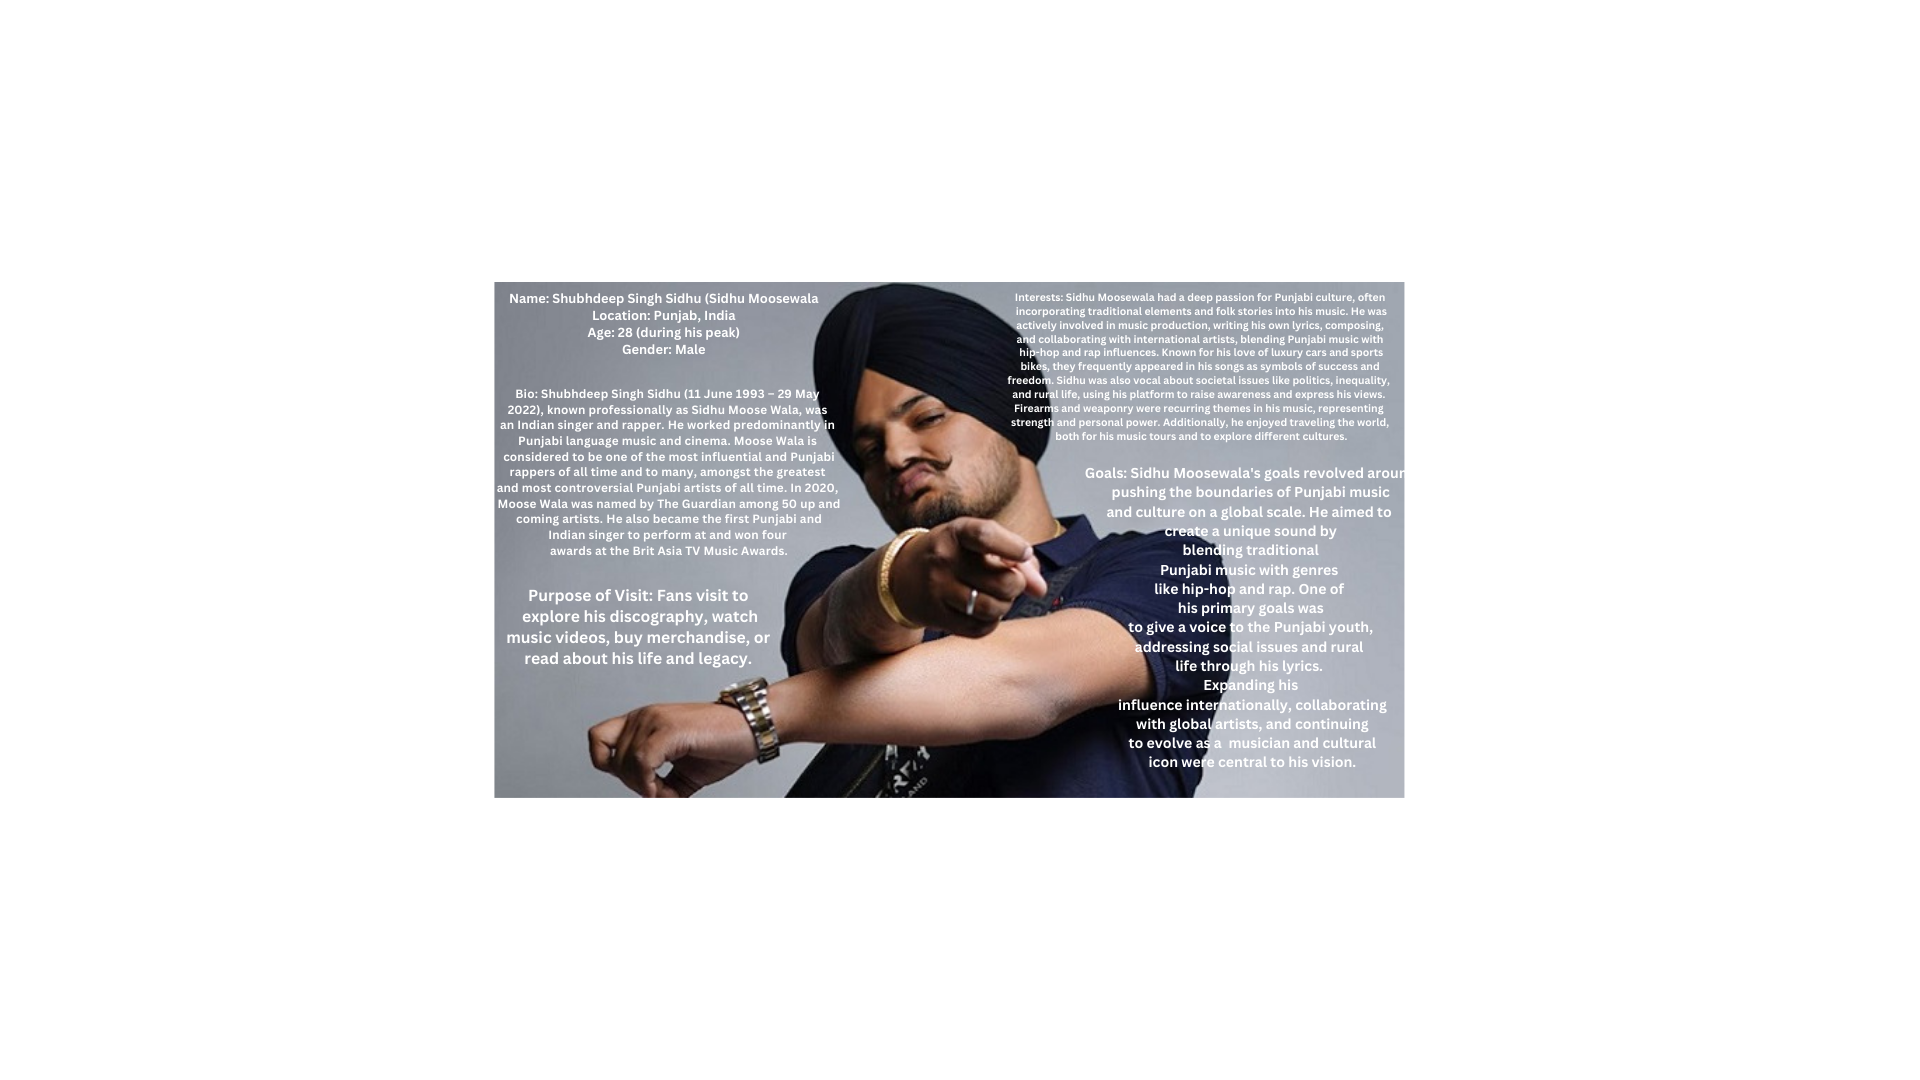 Name: Shubhdeep Singh Sidhu (Sidhu Moosewala
Location: Punjab, India
Age: 28 (during his peak)
Gender: Male
Bio: Shubhdeep Singh Sidhu (11 June 1993 – 29 May
2022), known professionally as Sidhu Moose Wala, was
an Indian singer and rapper. He worked predominantly in
Punjabi language music and cinema. Moose Wala is
considered to be one of the most influential and Punjabi
rappers of all time and to many, amongst the greatest
and most controversial Punjabi artists of all time. In 2020,
Moose Wala was named by The Guardian among 50 up and
coming artists. He also became the first Punjabi and
Indian singer to perform at and won four
awards at the Brit Asia TV Music Awards.
Purpose of Visit: Fans visit to
explore his discography, watch
music videos, buy merchandise, or
read about his life and legacy.
Interests: Sidhu Moosewala had a deep passion for Punjabi culture, often
incorporating traditional elements and folk stories into his music. He was
actively involved in music production, writing his own lyrics, composing,
and collaborating with international artists, blending Punjabi music with
hip-hop and rap influences. Known for his love of luxury cars and sports
bikes, they frequently appeared in his songs as symbols of success and
freedom. Sidhu was also vocal about societal issues like politics, inequality,
and rural life, using his platform to raise awareness and express his views.
Firearms and weaponry were recurring themes in his music, representing
strength and personal power. Additionally, he enjoyed traveling the world,
both for his music tours and to explore different cultures.
Goals: Sidhu Moosewala's goals revolved aroun
pushing the boundaries of Punjabi music
and culture on a global scale. He aimed to
create a unique sound by
blending traditional
Punjabi music with genres
like hip-hop and rap. One of
his primary goals was
to give a voice to the Punjabi youth,
addressing social issues and rural
life through his lyrics.
Expanding his
influence internationally, collaborating
with global artists, and continuing
to evolve as a musician and cultural
icon were central to his vision.